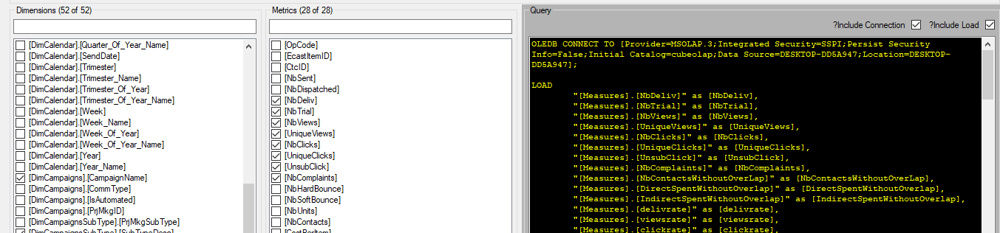 Dimensions (52 of 52)
[DimCalendar].[Quarter_Of_Year_Name]
[DimCalendar].[SendDate]
[DimCalendar].[Trimester]
[DimCalendar].[Trimester_Name]
[DimCalendar].[Trimester_Of_Year]
[DimCalendar].[Trimester_Of_Year_Name]
[DimCalendar].[Week]
[DimCalendar].[Week_Name]
[DimCalendar].[Week_Of_Year]
[DimCalendar].[Week_Of_Year_Name]
[DimCalendar].[Year]
[DimCalendar].[Year_Name]
[DimCampaigns].[CampaignName]
[DimCampaigns].[CommType]
[DimCampaigns].[IsAutomated]
[DimCampaigns].[PrjMkgID]
[DimCampaignsSubType].[PrjMkgSubType]
[DimCampaignsSubType].[SubTypeDesc]
Metrics (28 of 28)
[OpCode]
[EcastItemID]
[CtcID]
[NbSent]
[NbDispatched]
[NbDeliv]
[NbTrial]
[NbViews]
[UniqueViews]
[NbClicks]
[UniqueClicks]
[UnsubClick]
[NbComplaints]
[NbHardBounce]
[NbSoftBounce]
[NbUnits]
[NbContacts]
[CostPerItem]
Query
?Include Connection ?Include Load
OLEDB CONNECT TO [Provider=MSOLAP.3;Integrated Security=SSPI;Persist Security
Info=False;Initial Catalog=cubeolap;Data Source=DESKTOP-DD5A947;Location=DESKTOP-
DD5A947];
LOAD
"[Measures].[NbDeliv]" as [NbDeliv],
"[Measures].[NbTrial]" as [NbTrial],
"[Measures].[NbViews]" as [NbViews],
"[Measures].[UniqueViews]" as [UniqueViews],
"[Measures].[NbClicks]" as [NbClicks],
"[Measures].[UniqueClicks]" as [UniqueClicks],
"[Measures].[UnsubClick]" as [UnsubClick],
"[Measures].[NbComplaints]" as [NbComplaints],
"[Measures].[NbContactsWithoutOverLap]" as [NbContactsWithoutOverLap],
"[Measures].[DirectSpentWithoutOverlap]" as [DirectSpentWithoutOverlap],
"[Measures].[IndirectSpentWithoutOverlap]" as [IndirectSpentWithoutOverlap],
"[Measures].[delivrate]" as [delivrate],
"[Measures].[viewsrate]" as [viewsrate],
"[Measures].[clickrate]" as [clickrate],